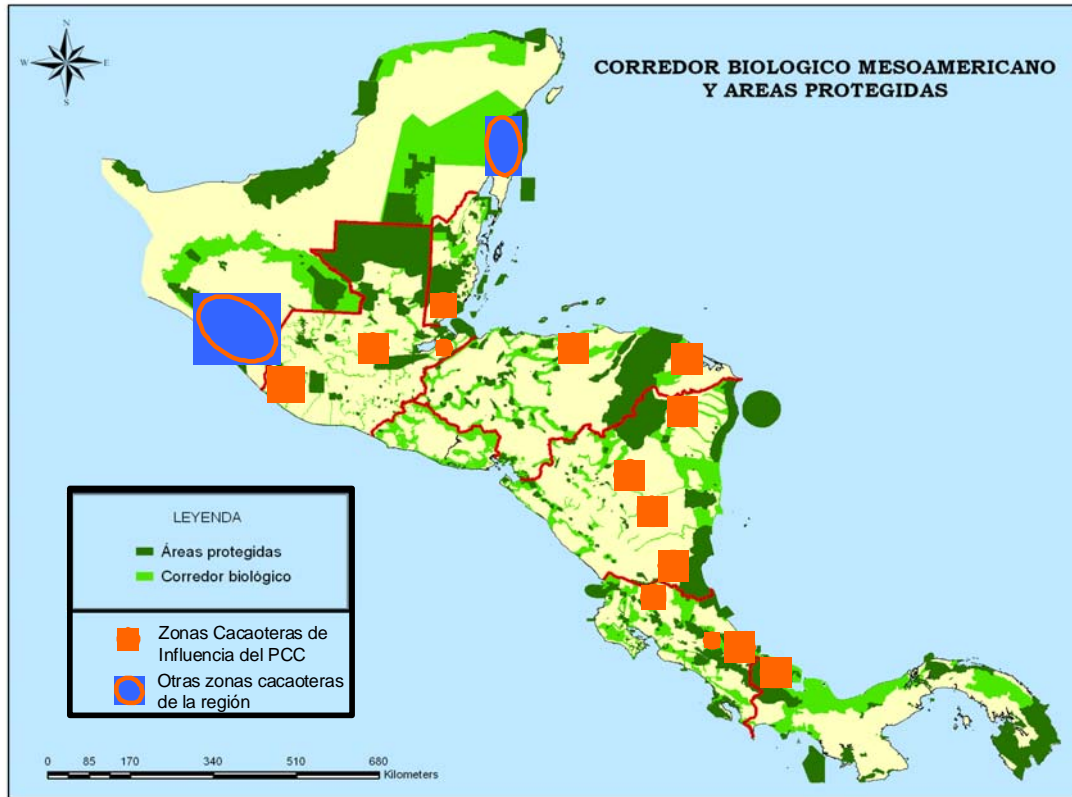 N
W E
S
CORREDOR BIOLOGICO MESOAMERICANO
Y AREAS PROTEGIDAS
LEYENDA
Áreas protegidas
Corredor biológico
Zonas Cacaoteras de
Influencia del PCC
Otras zonas cacaoteras
de la región
0 85 170 340 510 680
Kilometers